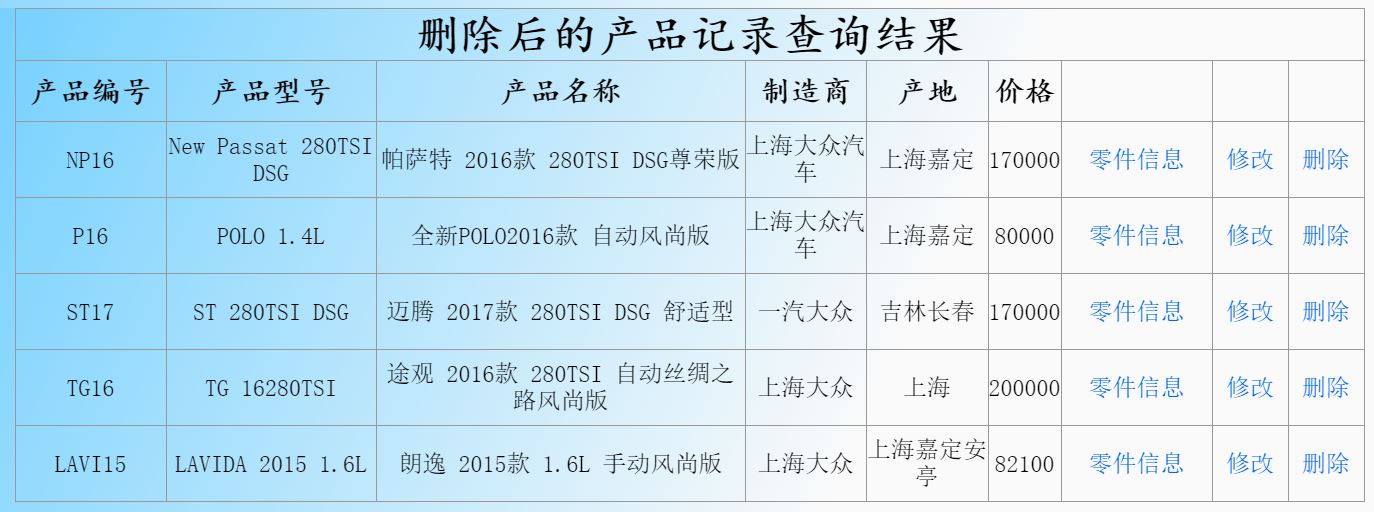 删除后的产品记录查询结果
产品编号 产品型号 产品名称 制造商 产地 价格
NP16 New Passat 280TSI DSG 帕萨特 2016款 280TSI DSG尊荣版 上海大众汽车 上海嘉定 170000 零件信息 修改 删除
P16 POLO 1.4L 全新POLO2016款 自动风尚版 上海大众汽车 上海嘉定 80000 零件信息 修改 删除
ST17 ST 280TSI DSG 迈腾 2017款 280TSI DSG 舒适型 一汽大众 吉林长春 170000 零件信息 修改 删除
TG16 TG 16280TSI 途观 2016款 280TSI 自动丝绸之路风尚版 上海大众 上海 200000 零件信息 修改 删除
LAVI15 LAVIDA 2015 1.6L 朗逸 2015款 1.6L 手动风尚版 上海大众 上海嘉定安亭 82100 零件信息 修改 删除